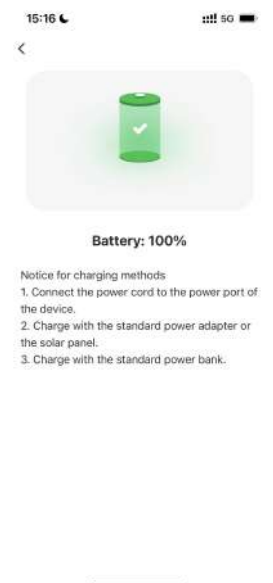 15:16
5G
Battery: 100%
Notice for charging methods
1. Connect the power cord to the power port of
the device.
2. Charge with the standard power adapter or
the solar panel.
3. Charge with the standard power bank.